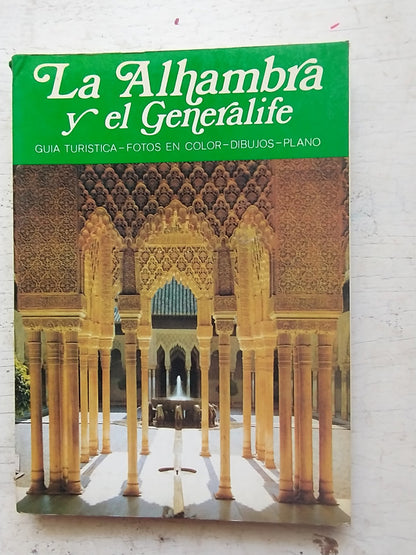 La Alhambra
y el Generalife
GUIA TURISTICA – FOTOS EN COLOR – DIBUJOS – PLANO